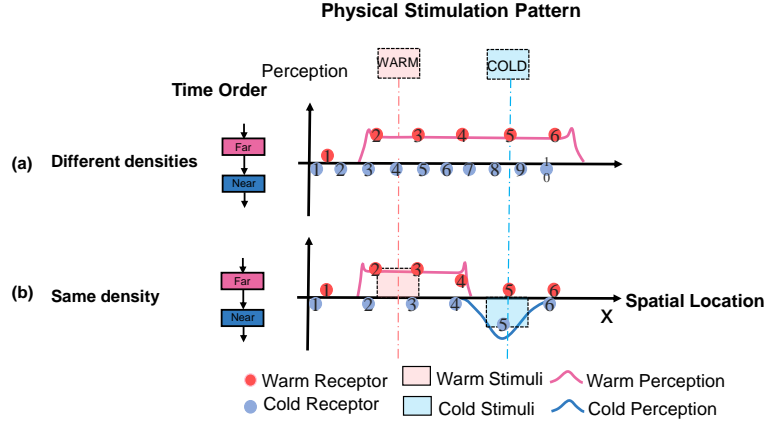 Physical Stimulation Pattern
WARM
COLD
Perception
Time Order
(a)
Different densities
Far
Near
1
2
3
4
5
6
1
2
3
4
5
6
7
8
9
10
(b)
Same density
Far
Near
1
2
3
4
5
6
1
2
3
4
5
6
Spatial Location
X
Warm Receptor
Warm Stimuli
Warm Perception
Cold Receptor
Cold Stimuli
Cold Perception